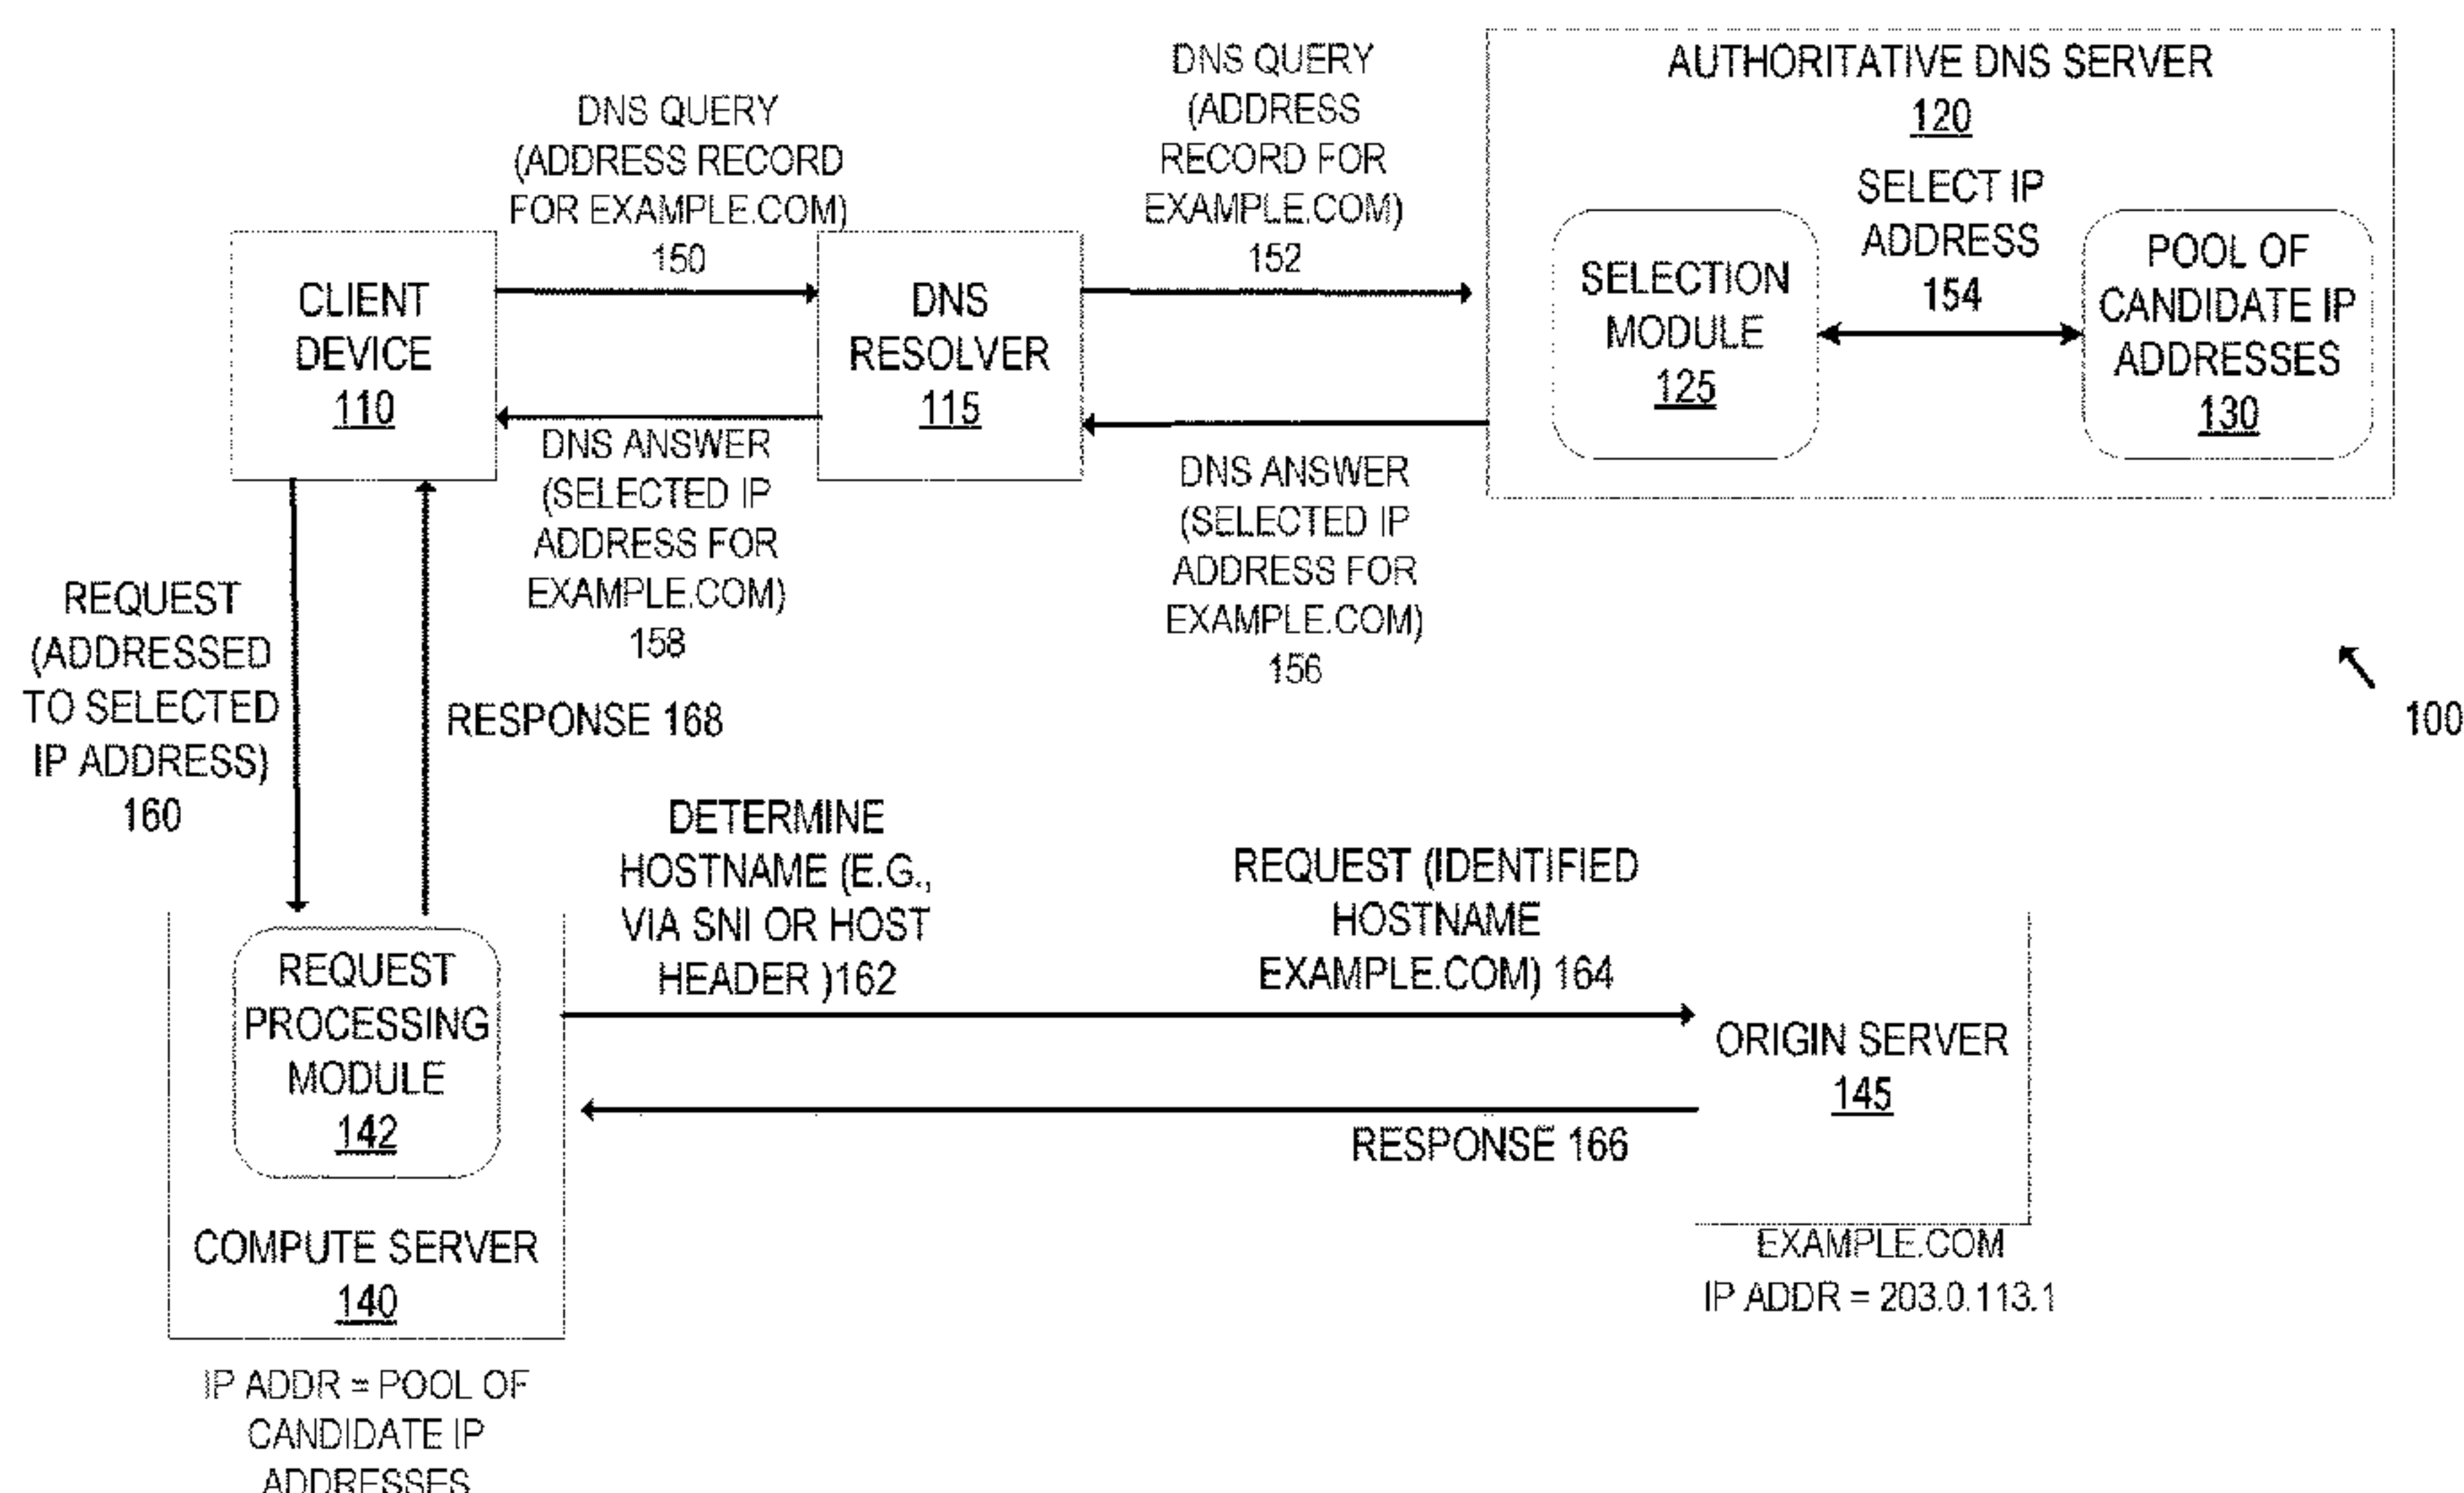 DNS QUERY
(ADDRESS RECORD
FOR EXAMPLE.COM)
150
DNS QUERY
(ADDRESS
RECORD FOR
EXAMPLE.COM)
152
AUTHORITATIVE DNS SERVER
120
SELECT IP
ADDRESS
154
CLIENT
DEVICE
110
DNS
RESOLVER
115
SELECTION
MODULE
125
POOL OF
CANDIDATE IP
ADDRESSES
130
DNS ANSWER
(SELECTED IP
ADDRESS FOR
EXAMPLE.COM)
158
DNS ANSWER
(SELECTED IP
ADDRESS FOR
EXAMPLE.COM)
156
REQUEST
(ADDRESSED
TO SELECTED
IP ADDRESS)
160
RESPONSE 168
100
DETERMINE
HOSTNAME (E.G.,
VIA SNI OR HOST
HEADER )162
REQUEST (IDENTIFIED
HOSTNAME
EXAMPLE.COM) 164
REQUEST
PROCESSING
MODULE
142
ORIGIN SERVER
145
RESPONSE 166
COMPUTE SERVER
140
EXAMPLE.COM
IP ADDR = 203.0.113.1
IP ADDR = POOL OF
CANDIDATE IP
ADDRESSES